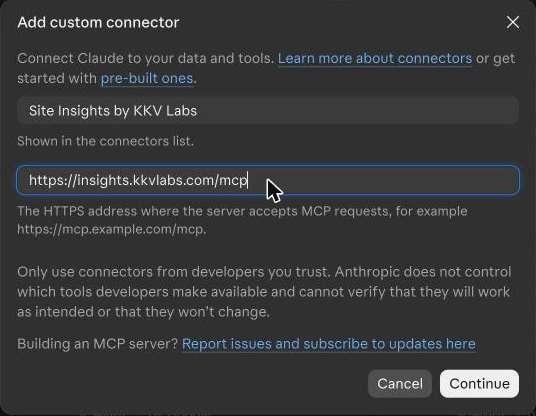 Add custom connector
Connect Claude to your data and tools. Learn more about connectors or get
started with pre-built ones.
Site Insights by KKV Labs
Shown in the connectors list.
https://insights.kkvlabs.com/mcp
The HTTPS address where the server accepts MCP requests, for example
https://mcp.example.com/mcp.
Only use connectors from developers you trust. Anthropic does not control
which tools developers make available and cannot verify that they will work
as intended or that they won't change.
Building an MCP server? Report issues and subscribe to updates here
Cancel
Continue